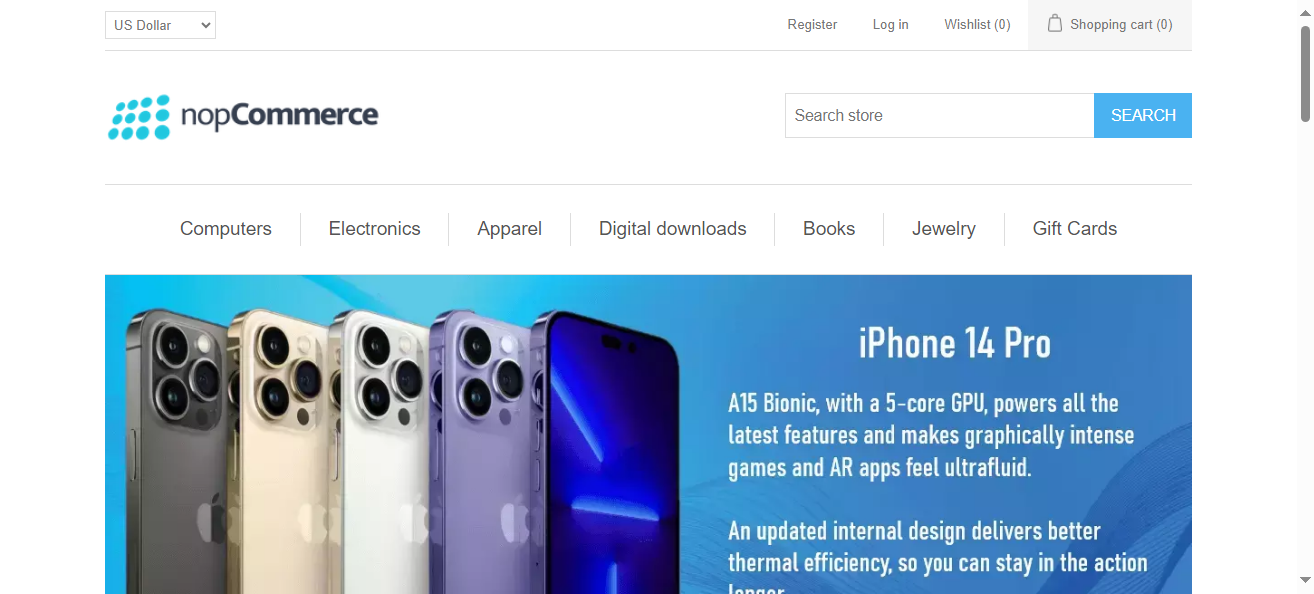 US Dollar
Register
Log in
Wishlist (0)
Shopping cart (0)
nopCommerce
Search store
SEARCH
Computers
Electronics
Apparel
Digital downloads
Books
Jewelry
Gift Cards
iPhone 14 Pro
A15 Bionic, with a 5-core GPU, powers all the
latest features and makes graphically intense
games and AR apps feel ultrafluid.
An updated internal design delivers better
thermal efficiency, so you can stay in the action
longer.